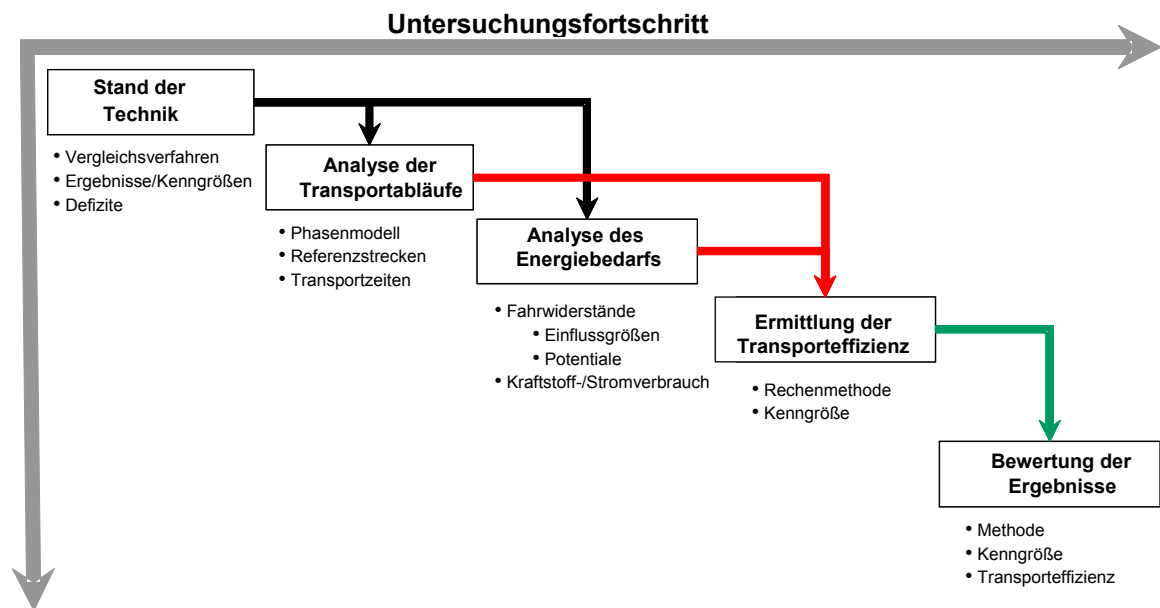 Untersuchungsfortschritt
Stand der
Technik
• Vergleichsverfahren
• Ergebnisse/Kenngrößen
• Defizite
Analyse der
Transportabläufe
• Phasenmodell
• Referenzstrecken
• Transportzeiten
Analyse des
Energiebedarfs
• Fahrwiderstände
• Einflussgrößen
• Potentiale
• Kraftstoff-/Stromverbrauch
Ermittlung der
Transporteffizienz
• Rechenmethode
• Kenngröße
Bewertung der
Ergebnisse
• Methode
• Kenngröße
• Transporteffizienz